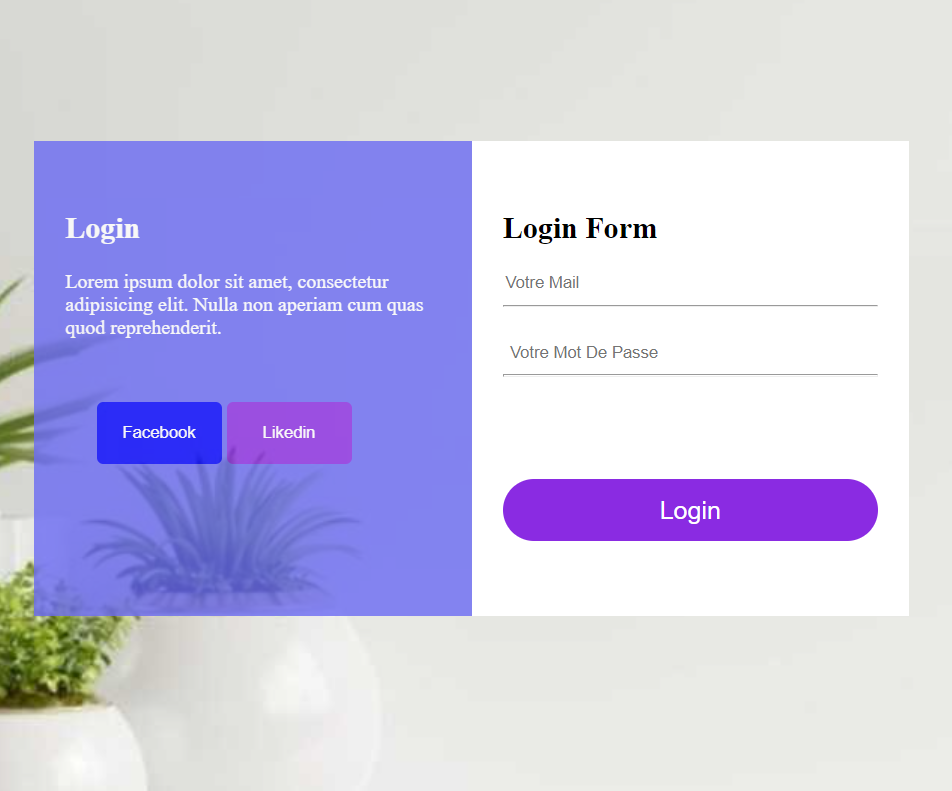 Login
Lorem ipsum dolor sit amet, consectetur
adipisicing elit. Nulla non aperiam cum quas
quod reprehenderit.
Facebook
Likedin
Login Form
Votre Mail
Votre Mot De Passe
Login